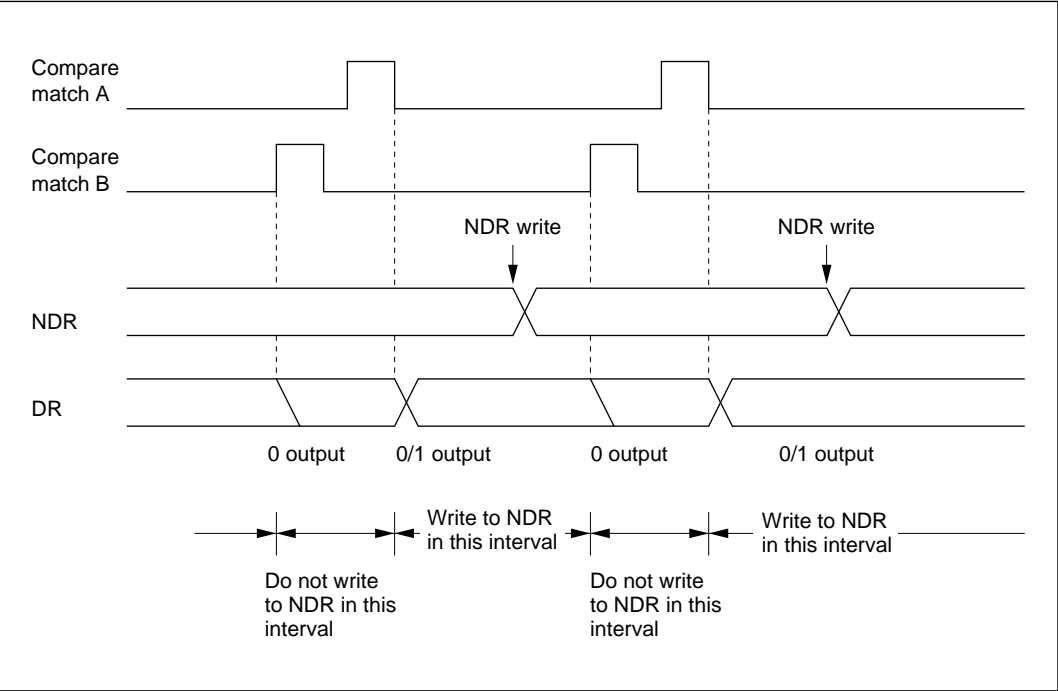 Compare
match A
Compare
match B
NDR write
NDR write
NDR
DR
0 output
0/1 output
0 output
0/1 output
Write to NDR
in this interval
Write to NDR
in this interval
Do not write
to NDR in this
interval
Do not write
to NDR in this
interval